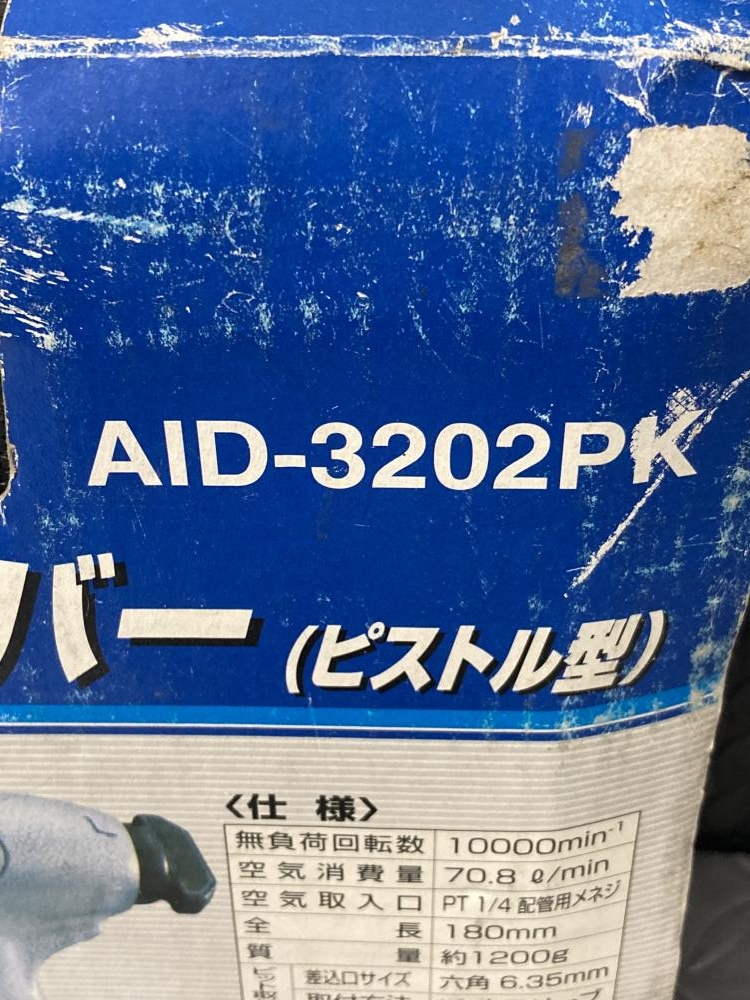 AID-3202PK
バー (ピストル型)
〈仕 様〉
無負荷回転数 10000min⁻¹
空気消費量 70.8 ℓ/min
空気取入口 PT 1/4 配管用メネジ
全長 180mm
質量 約1200g
差込口サイズ 六角 6.35mm